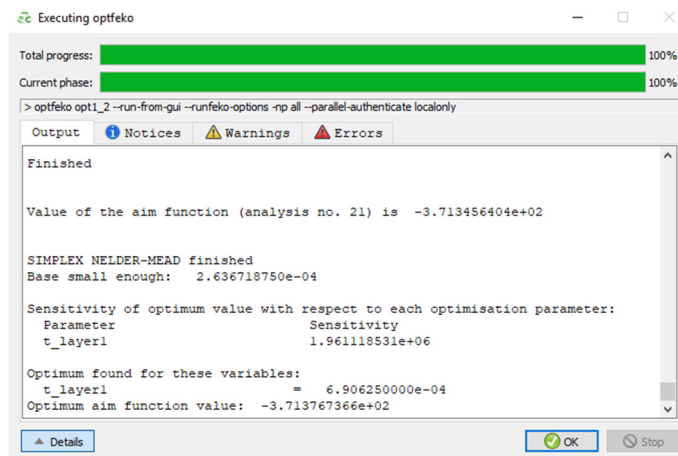 Executing optfeko
Total progress: 100%
Current phase: 100%
> optfeko opt1_2 --run-from-gui --runfeko-options -np all --parallel-authenticate localonly
Output Notices Warnings Errors
Finished
Value of the aim function (analysis no. 21) is -3.713456404e+02
SIMPLEX NELDER-MEAD finished
Base small enough: 2.636718750e-04
Sensitivity of optimum value with respect to each optimisation parameter:
Parameter Sensitivity
t_layer1 1.961118531e+06
Optimum found for these variables:
t_layer1 = 6.906250000e-04
Optimum aim function value: -3.713767366e+02
Details OK Stop